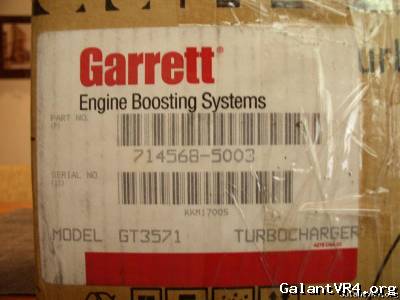 Garrett®
Engine Boosting Systems
PART NO.
(P)
714568-5003
SERIAL NO
KKM17005
MODEL GT3571 TURBOCHARGER
GalantVR4.org